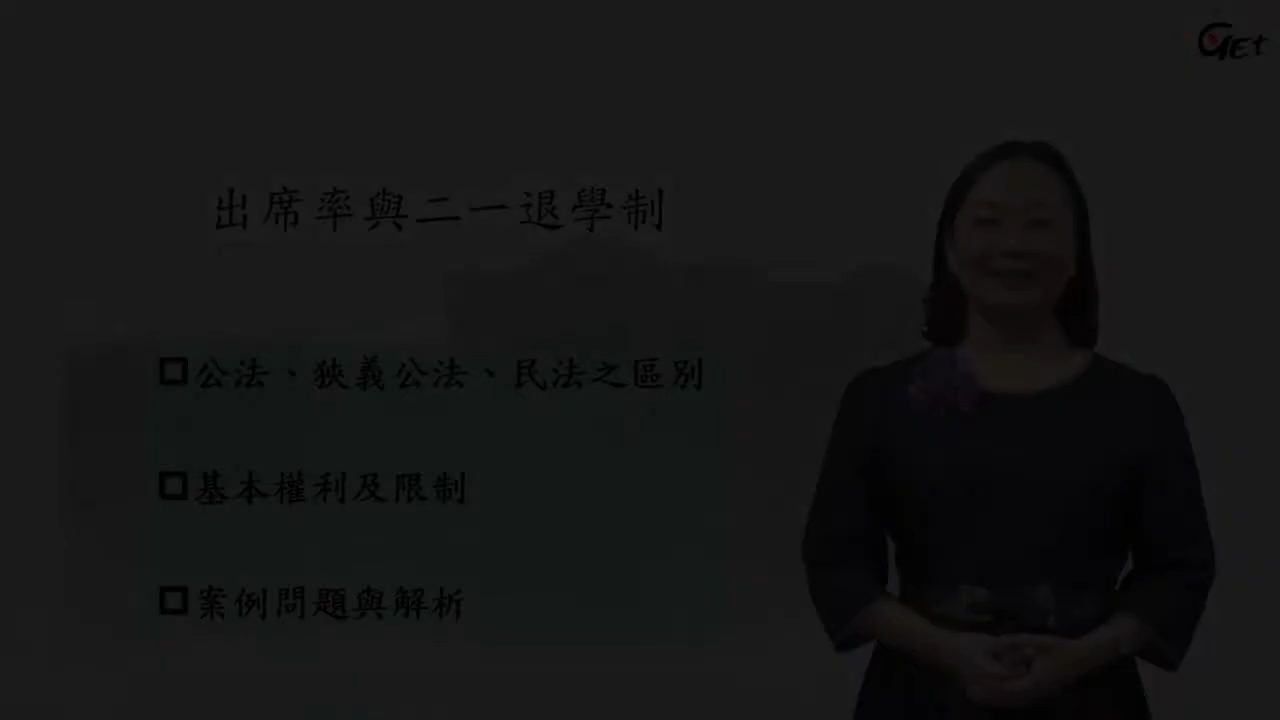 GEt
出席率與二一退學制
公法、狹義公法、民法之區別
基本權利及限制
案例問題與解析